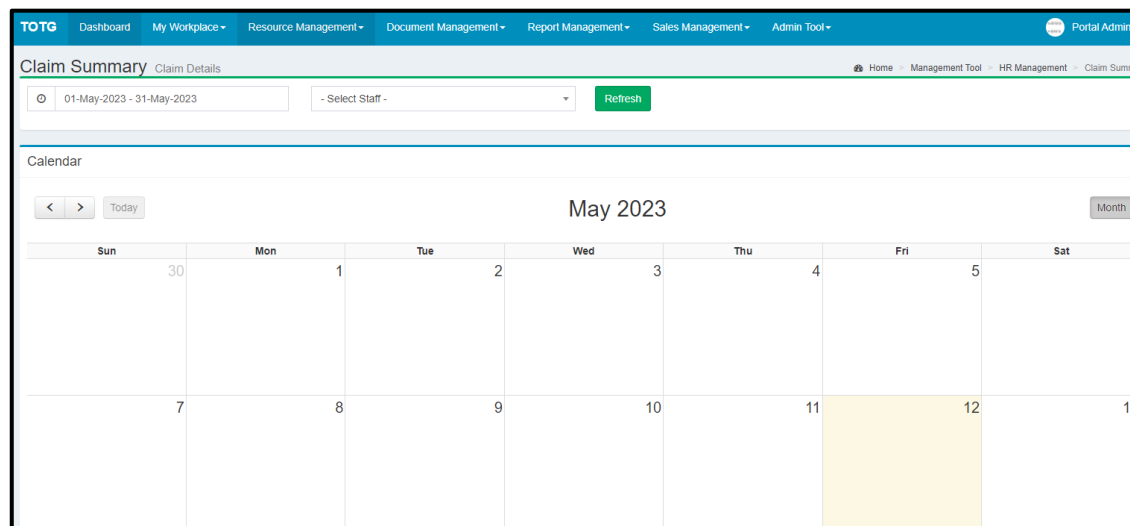 TOTG Dashboard My Workplace Resource Management Document Management Report Management Sales Management Admin Tool Portal Admin
Claim Summary Claim Details Home > Management Tool > HR Management > Claim Summ
01-May-2023 - 31-May-2023 - Select Staff - Refresh
Calendar
< > Today May 2023 Month
Sun Mon Tue Wed Thu Fri Sat
30 1 2 3 4 5
7 8 9 10 11 12 1